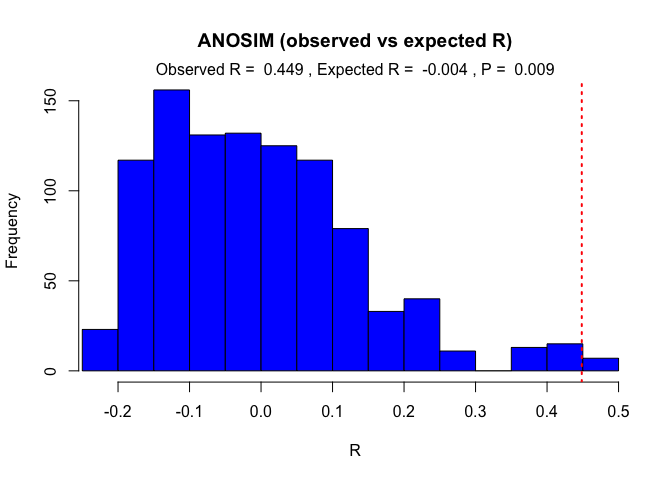 ANOSIM (observed vs expected R)
Observed R =  0.449 , Expected R =  -0.004 , P =  0.009
150
100
50
0
Frequency
-0.2 -0.1 0.0 0.1 0.2 0.3 0.4 0.5
R